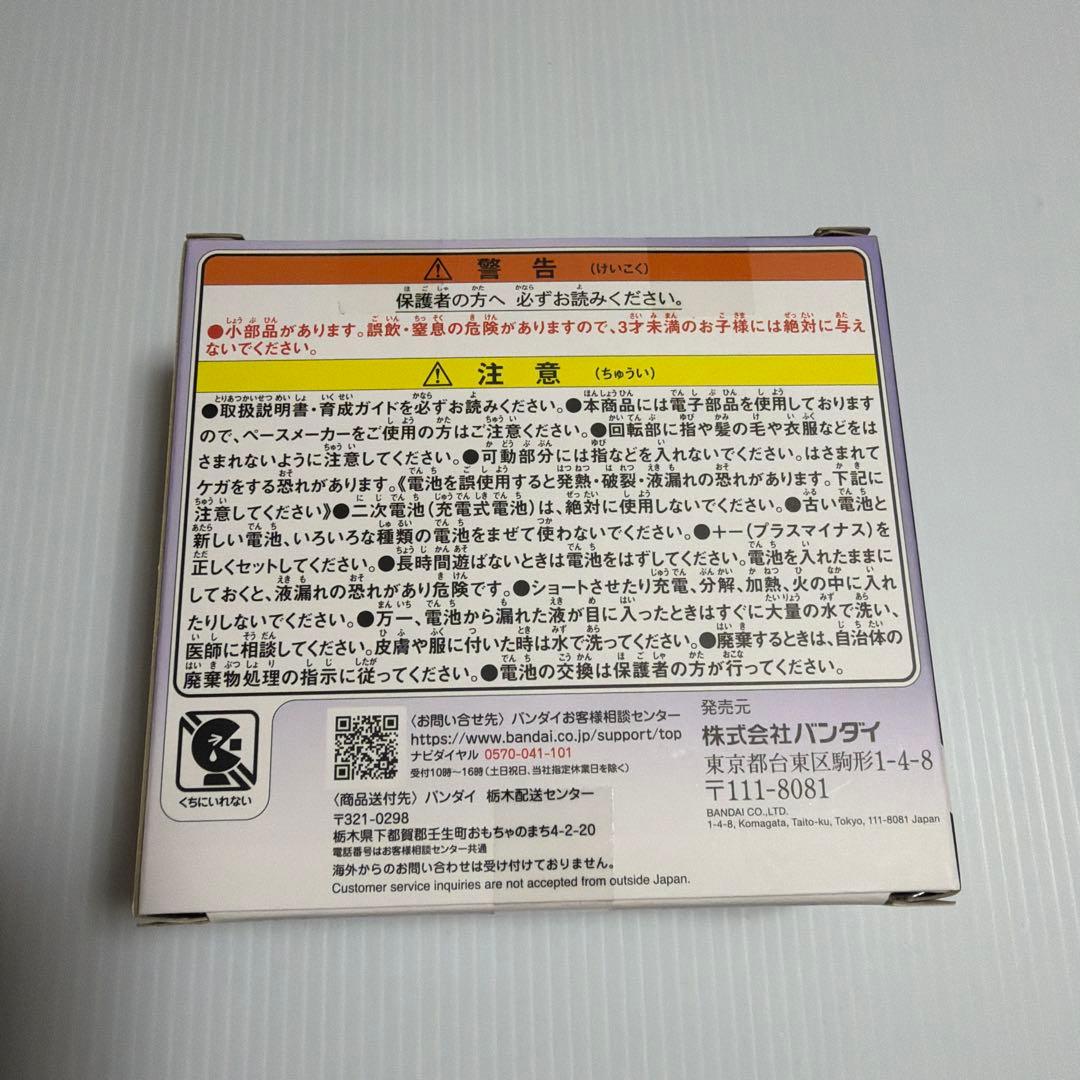 警告 (けいこく)
保護者の方へ 必ずお読みください。
●小部品があります。誤飲・窒息の危険がありますので、3才未満のお子様には絶対に与え
ないでください。
注意 (ちゅうい)
●取扱説明書・育成ガイドを必ずお読みください。●本商品には電子部品を使用しております
ので、ペースメーカーをご使用の方はご注意ください。●回転部に指や髪の毛や衣服などをは
さまれないように注意してください。●可動部分には指などを入れないでください。はさまれて
ケガをする恐れがあります。《電池を誤使用すると発熱・破裂・液漏れの恐れがあります。下記に
注意してください》●二次電池(充電式電池)は、絶対に使用しないでください。●古い電池と
新しい電池、いろいろな種類の電池をまぜて使わないでください。●+-(プラスマイナス)を
正しくセットしてください。●長時間遊ばないときは電池をはずしてください。電池を入れたままに
しておくと、液漏れの恐れがあり危険です。●ショートさせたり充電、分解、加熱、火の中に入れ
たりしないでください。●万一、電池から漏れた液が目に入ったときはすぐに大量の水で洗い、
医師に相談してください。皮膚や服に付いた時は水で洗ってください。●廃棄するときは、自治体の
廃棄物処理の指示に従ってください。●電池の交換は保護者の方が行ってください。
くちにいれない
〈お問い合せ先〉バンダイお客様相談センター
https://www.bandai.co.jp/support/top
ナビダイヤル 0570-041-101
受付10時~16時(土日祝日、当社指定休業日を除く)
〈商品送付先〉バンダイ 栃木配送センター
〒321-0298
栃木県下都賀郡壬生町おもちゃのまち4-2-20
電話番号はお客様相談センター共通
海外からのお問い合わせは受け付けておりません。
Customer service inquiries are not accepted from outside Japan.
発売元
株式会社バンダイ
東京都台東区駒形1-4-8
〒111-8081
BANDAI CO.,LTD.
1-4-8, Komagata, Taito-ku, Tokyo, 111-8081 Japan